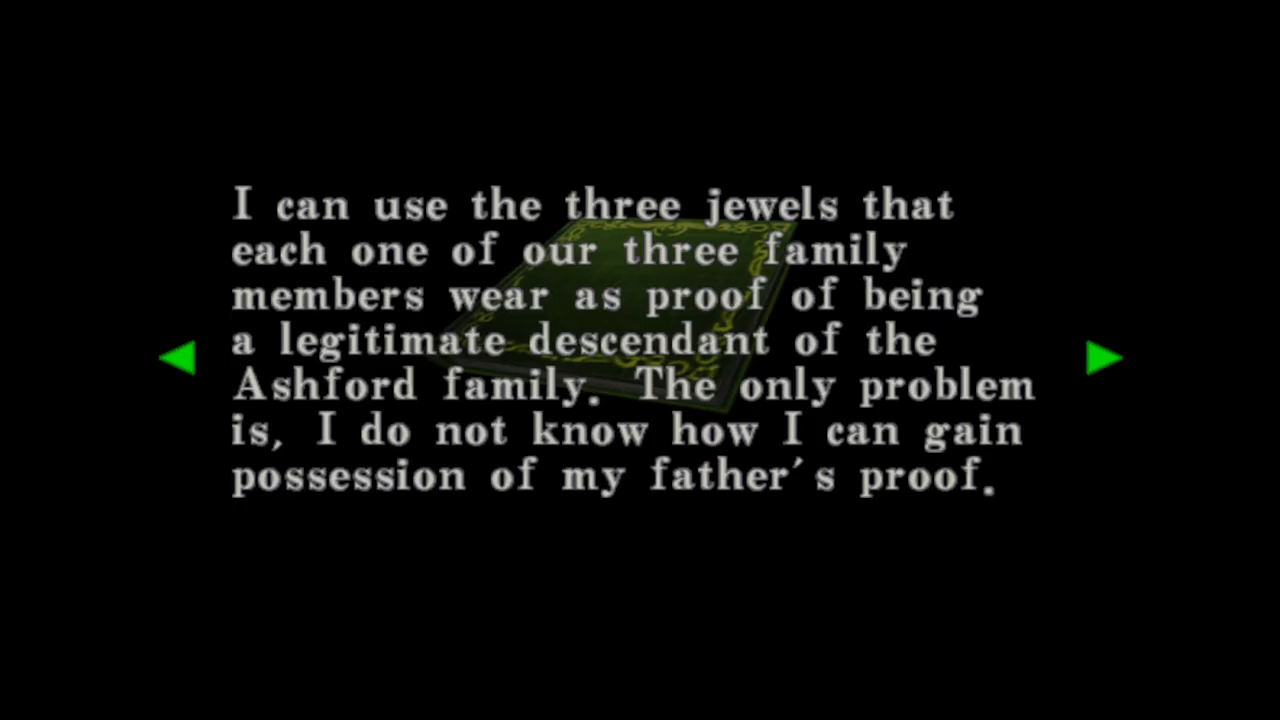 I can use the three jewels that
each one of our three family
members wear as proof of being
a legitimate descendant of the
Ashford family. The only problem
is, I do not know how I can gain
possession of my father's proof.